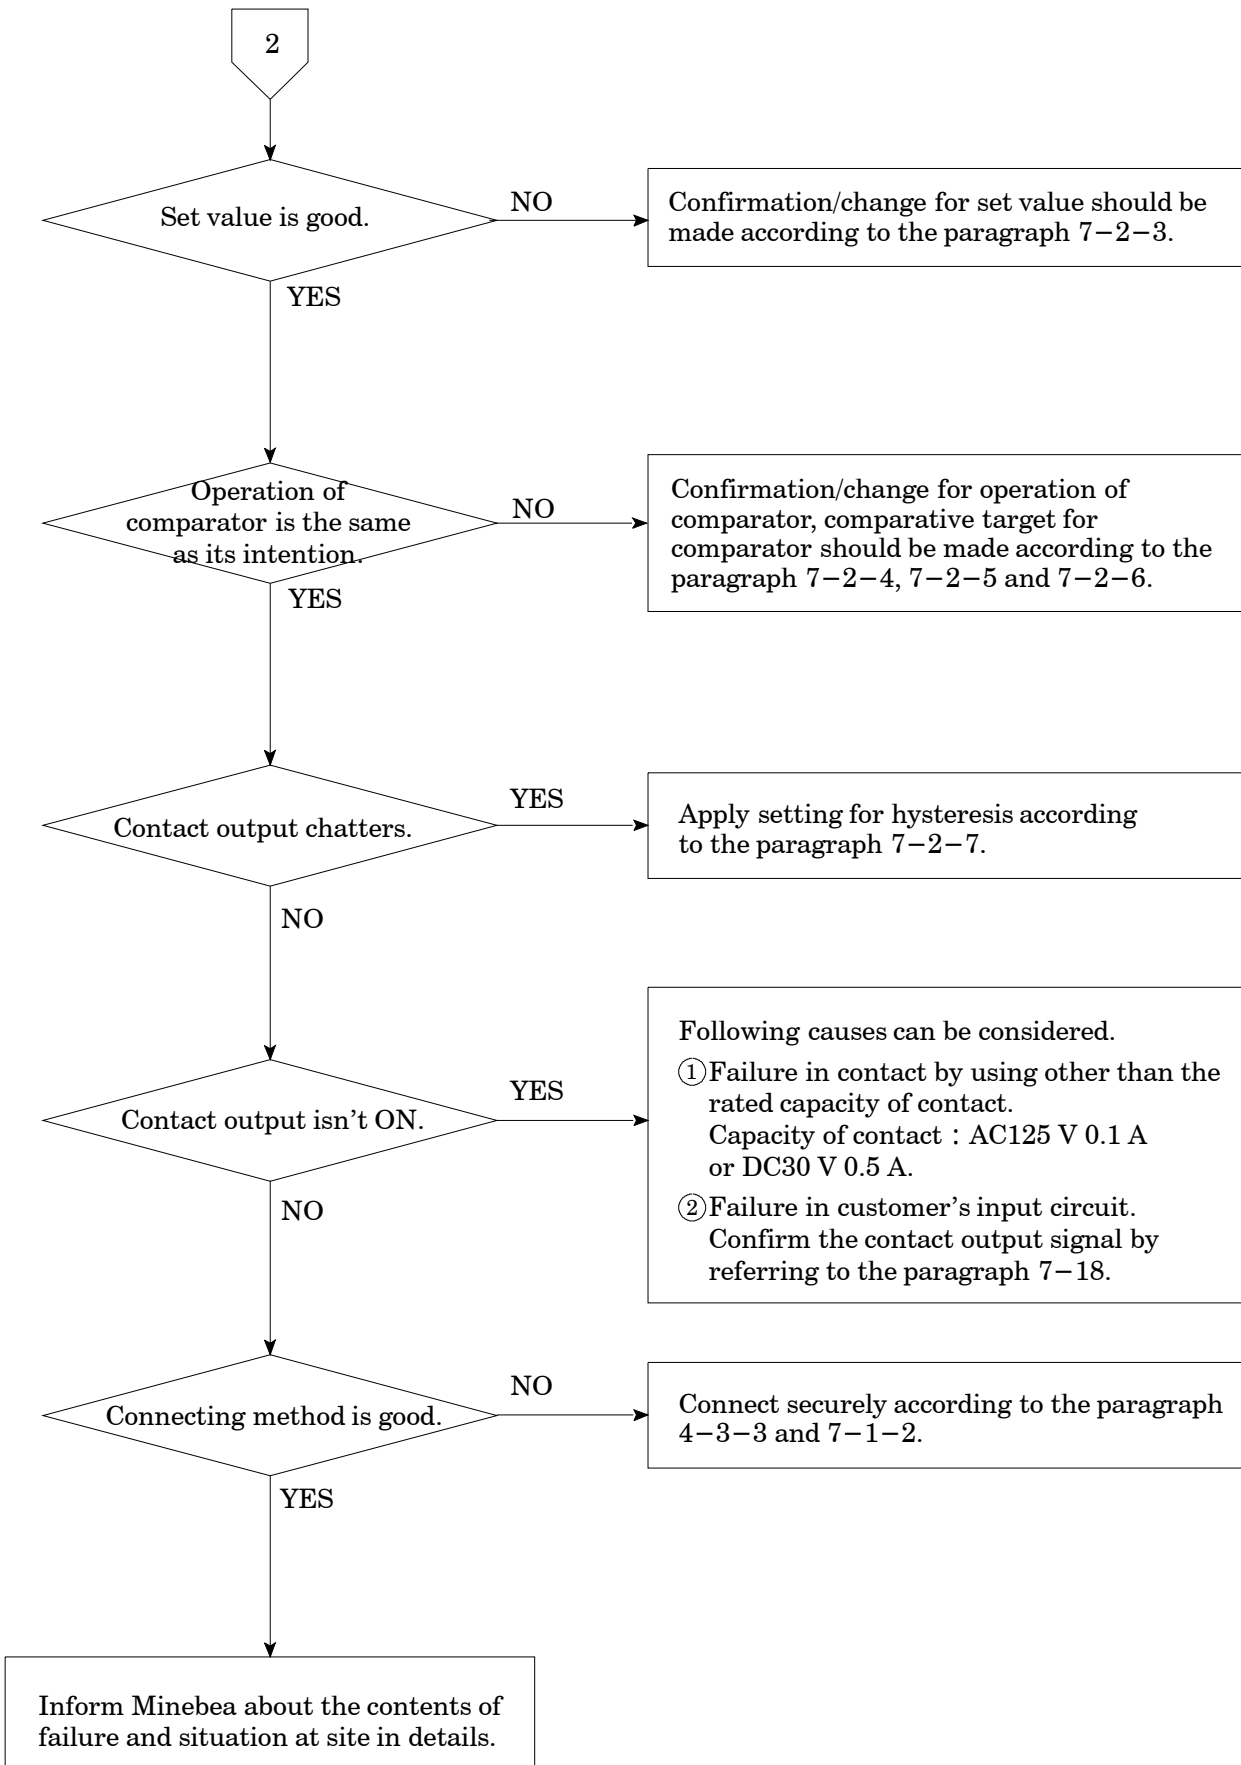 2
Set value is good.
NO
Confirmation/change for set value should be
made according to the paragraph 7−2−3.
YES
Operation of
comparator is the same
as its intention.
NO
Confirmation/change for operation of
comparator, comparative target for
comparator should be made according to the
paragraph 7−2−4, 7−2−5 and 7−2−6.
YES
Contact output chatters.
YES
Apply setting for hysteresis according
to the paragraph 7−2−7.
NO
Contact output isn’t ON.
YES
Following causes can be considered.
①Failure in contact by using other than the
rated capacity of contact.
Capacity of contact : AC125 V 0.1 A
or DC30 V 0.5 A.
②Failure in customer’s input circuit.
Confirm the contact output signal by
referring to the paragraph 7−18.
NO
Connecting method is good.
NO
Connect securely according to the paragraph
4−3−3 and 7−1−2.
YES
Inform Minebea about the contents of
failure and situation at site in details.